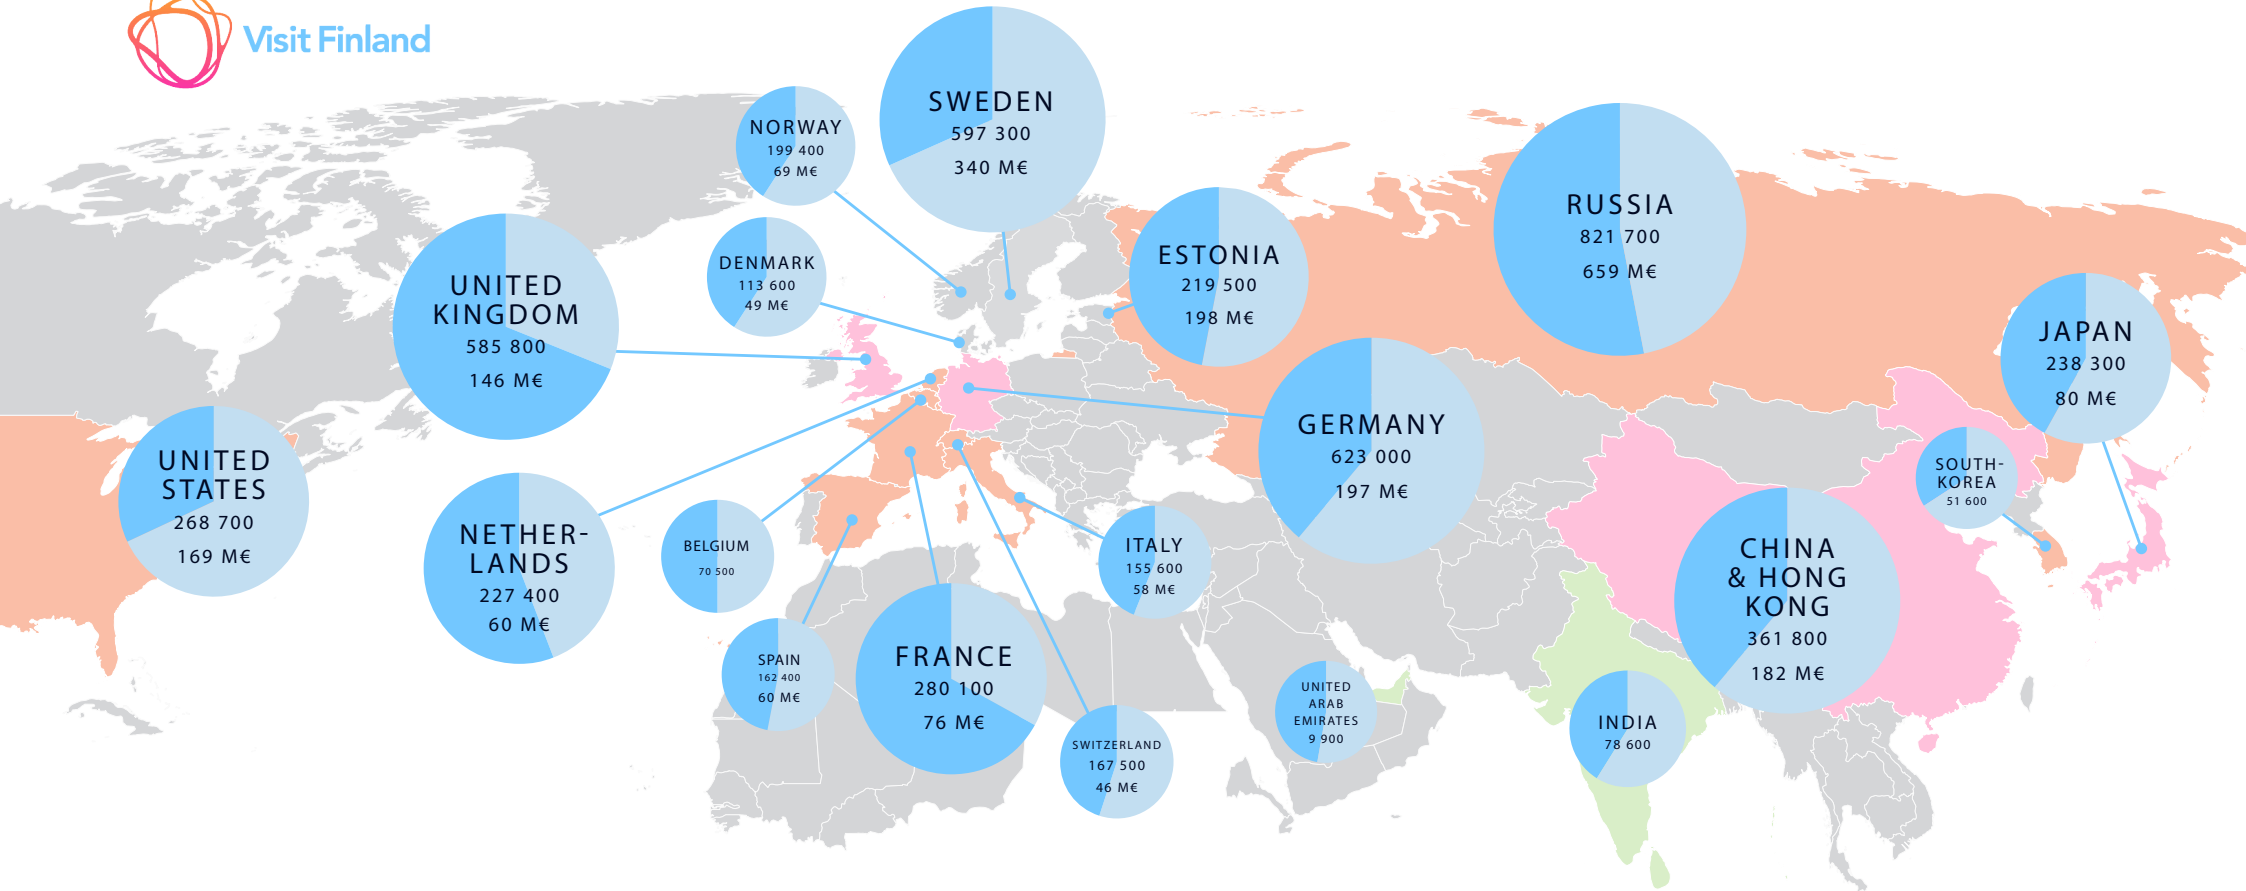 Visit Finland
SWEDEN
597 300
340 M€
NORWAY
199 400
69 M€
RUSSIA
821 700
659 M€
DENMARK
113 600
49 M€
ESTONIA
219 500
198 M€
UNITED
KINGDOM
585 800
146 M€
JAPAN
238 300
80 M€
GERMANY
623 000
197 M€
UNITED
STATES
268 700
169 M€
SOUTH-
KOREA
51 600
NETHER-
LANDS
227 400
60 M€
BELGIUM
70 500
ITALY
155 600
58 M€
CHINA
& HONG
KONG
361 800
182 M€
SPAIN
162 400
60 M€
FRANCE
280 100
76 M€
SWITZERLAND
167 500
46 M€
UNITED
ARAB
EMIRATES
9 900
INDIA
78 600